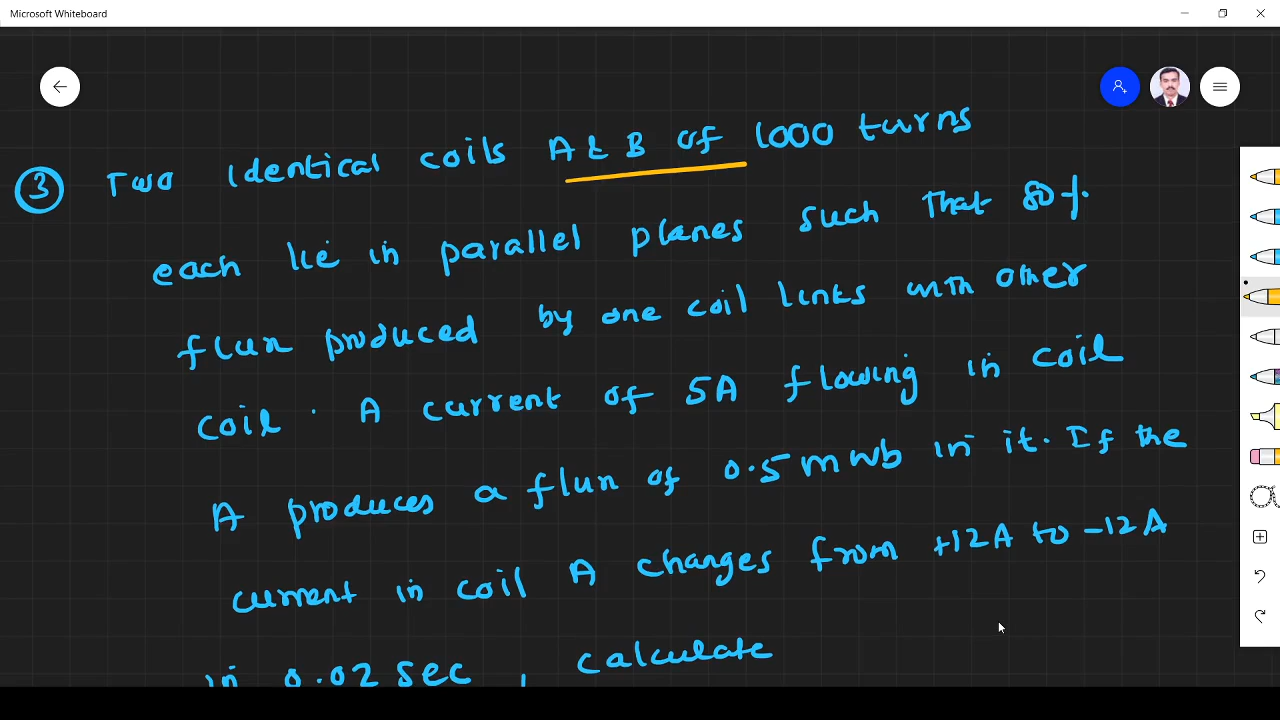 Microsoft Whiteboard
③ Two Identical coils A & B of 1000 turns
each lie in parallel planes such that 80%
flux produced by one coil links with other
coil. A current of 5A flowing in coil
A produces a flux of 0.5 mwb in it. If the
current in coil A changes from +12A to -12A
in 0.02 sec, calculate